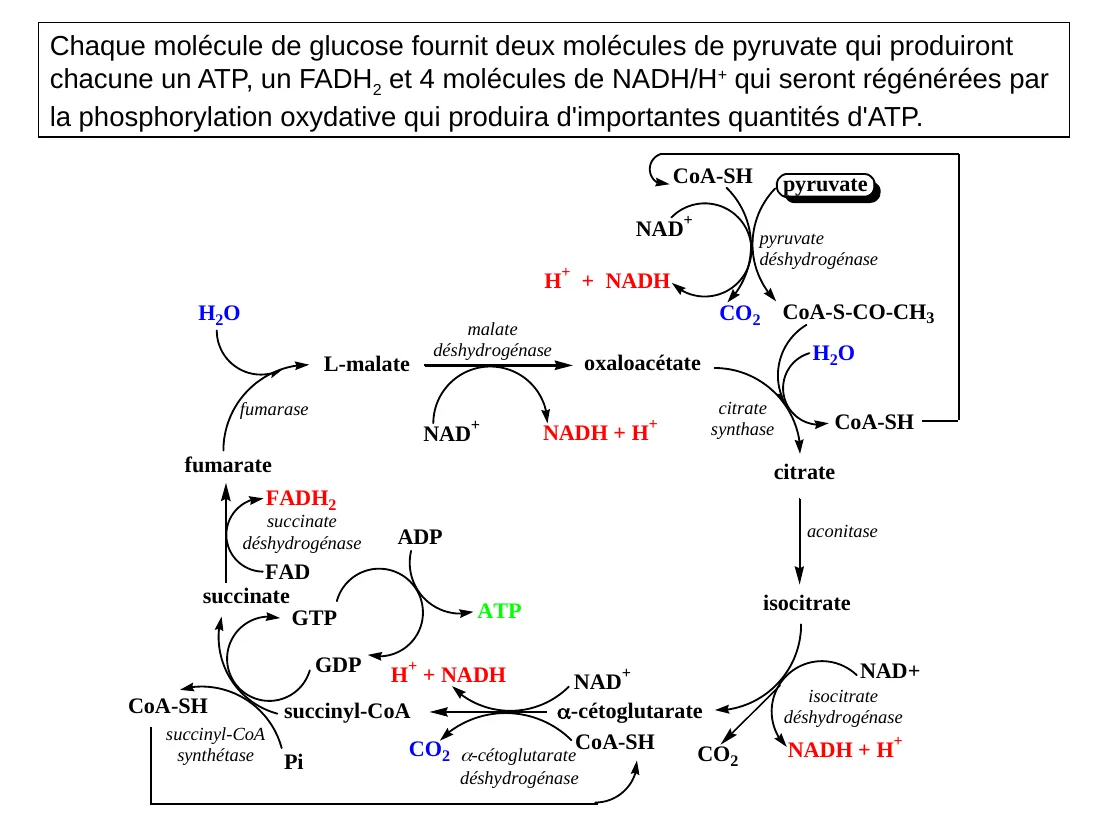 Chaque molécule de glucose fournit deux molécules de pyruvate qui produiront
chacune un ATP, un FADH₂ et 4 molécules de NADH/H⁺ qui seront régénérées par
la phosphorylation oxydative qui produira d'importantes quantités d'ATP.
CoA-SH
pyruvate
NAD⁺
pyruvate
déshydrogénase
H⁺ + NADH
CO₂
CoA-S-CO-CH₃
H₂O
malate
déshydrogénase
L-malate
oxaloacétate
H₂O
fumarase
NAD⁺
NADH + H⁺
citrate
synthase
CoA-SH
fumarate
citrate
FADH₂
succinate
déshydrogénase
FAD
ADP
aconitase
succinate
GTP
ATP
isocitrate
GDP
H⁺ + NADH
NAD⁺
NAD+
CoA-SH
succinyl-CoA
α-cétoglutarate
isocitrate
déshydrogénase
succinyl-CoA
synthétase
Pi
CO₂
CoA-SH
α-cétoglutarate
déshydrogénase
CO₂
NADH + H⁺